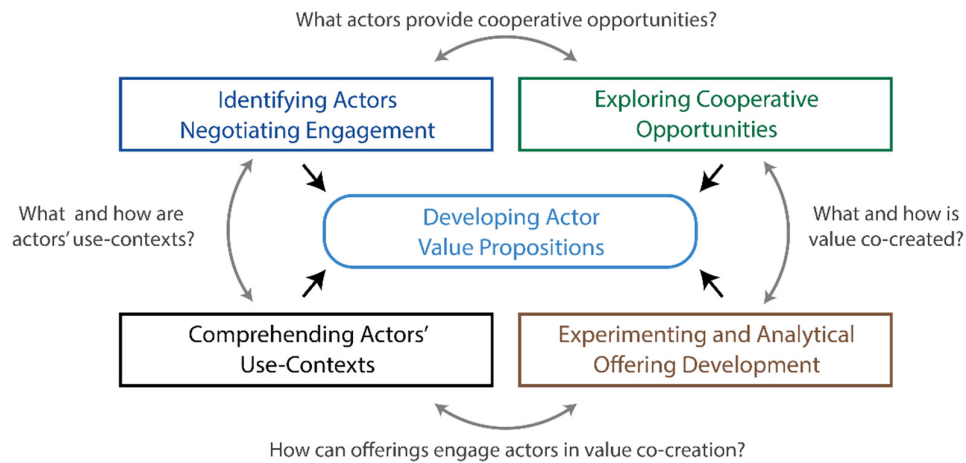 What actors provide cooperative opportunities?
Identifying Actors
Negotiating Engagement
Exploring Cooperative
Opportunities
What and how are
actors' use-contexts?
Developing Actor
Value Propositions
What and how is
value co-created?
Comprehending Actors'
Use-Contexts
Experimenting and Analytical
Offering Development
How can offerings engage actors in value co-creation?